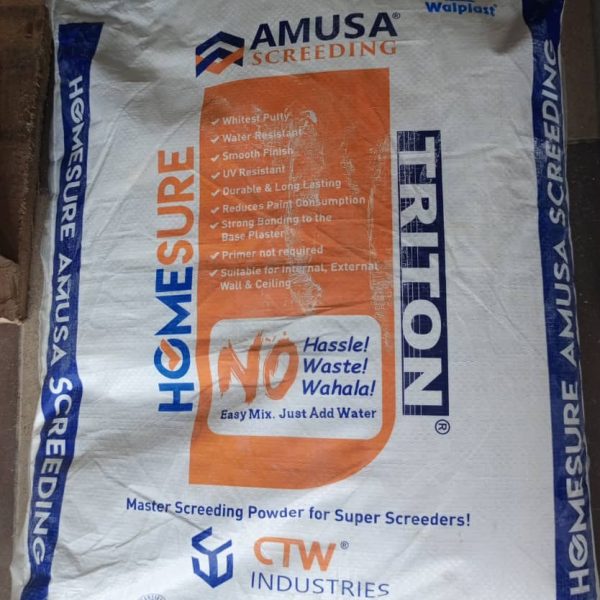 Walplast®
AMUSA®
SCREEDING
HOMESURE AMUSA SCREEDING
HOMESURE
✓ Whitest Putty
✓ Water Resistant
✓ Smooth Finish
✓ UV Resistant
✓ Durable & Long Lasting
✓ Reduces Paint Consumption
✓ Strong Bonding to the
Base Plaster
✓ Primer not required
✓ Suitable for Internal, External
Wall & Ceiling
TRITON®
NO
Hassle!
Waste!
Wahala!
Easy Mix. Just Add Water
HOMESURE AMUSA SCREEDING
Master Screeding Powder for Super Screeders!
CTW®
INDUSTRIES